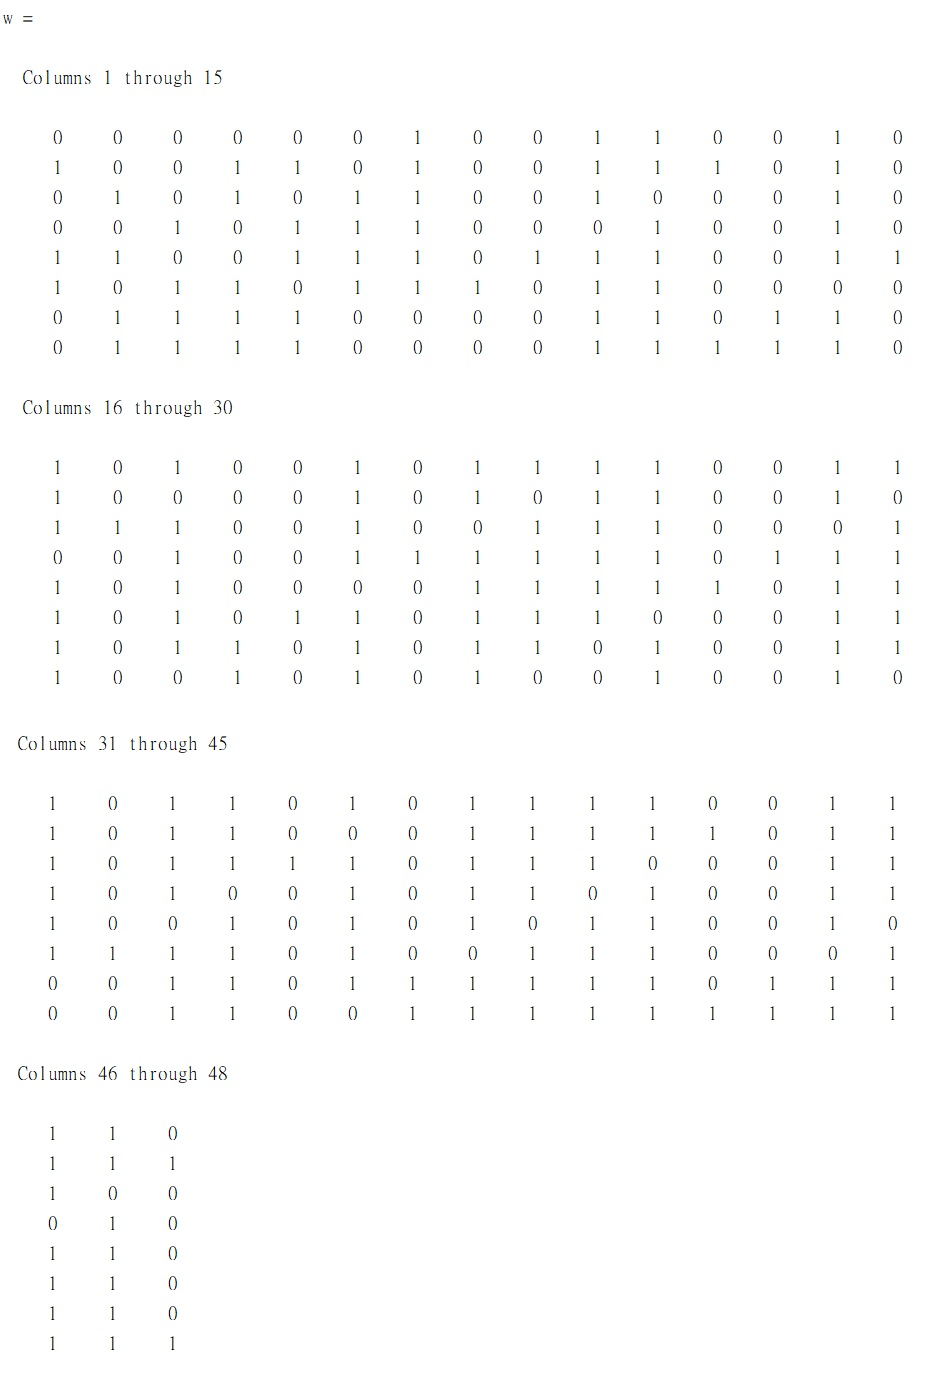 w =
Columns 1 through 15
0 0 0 0 0 0 1 0 0 1 1 0 0 1 0
1 0 0 1 1 0 1 0 0 1 1 1 0 1 0
0 1 0 1 0 1 1 0 0 1 0 0 0 1 0
0 0 1 0 1 1 1 0 0 0 1 0 0 1 0
1 1 0 0 1 1 1 0 1 1 1 0 0 1 1
1 0 1 1 0 1 1 1 0 1 1 0 0 0 0
0 1 1 1 1 0 0 0 0 1 1 0 1 1 0
0 1 1 1 1 0 0 0 0 1 1 1 1 1 0
Columns 16 through 30
1 0 1 0 0 1 0 1 1 1 1 0 0 1 1
1 0 0 0 0 1 0 1 0 1 1 0 0 1 0
1 1 1 0 0 1 0 0 1 1 1 0 0 0 1
0 0 1 0 0 1 1 1 1 1 1 0 1 1 1
1 0 1 0 0 0 0 1 1 1 1 1 0 1 1
1 0 1 0 1 1 0 1 1 1 0 0 0 1 1
1 0 1 1 0 1 0 1 1 0 1 0 0 1 1
1 0 0 1 0 1 0 1 0 0 1 0 0 1 0
Columns 31 through 45
1 0 1 1 0 1 0 1 1 1 1 0 0 1 1
1 0 1 1 0 0 0 1 1 1 1 1 0 1 1
1 0 1 1 1 1 0 1 1 1 0 0 0 1 1
1 0 1 0 0 1 0 1 1 0 1 0 0 1 1
1 0 0 1 0 1 0 1 0 1 1 0 0 1 0
1 1 1 1 0 1 0 0 1 1 1 0 0 0 1
0 0 1 1 0 1 1 1 1 1 1 0 1 1 1
0 0 1 1 0 0 1 1 1 1 1 1 1 1 1
Columns 46 through 48
1 1 0
1 1 1
1 0 0
0 1 0
1 1 0
1 1 0
1 1 0
1 1 1